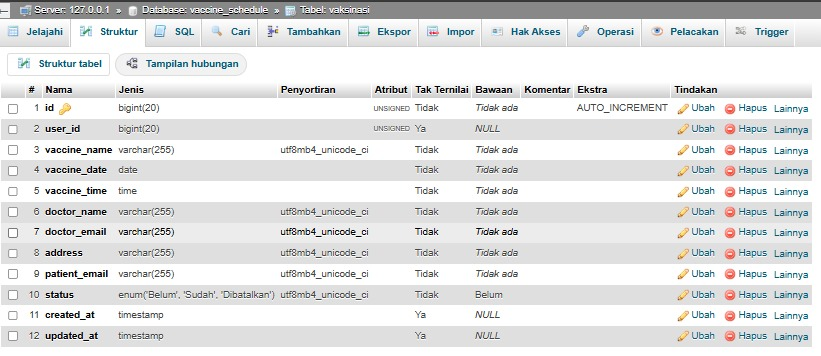 Server: 127.0.0.1 » Database: vaccine_schedule » Tabel: vaksinasi
Jelajahi Struktur SQL Cari Tambahkan Ekspor Impor Hak Akses Operasi Pelacakan Trigger
Struktur tabel Tampilan hubungan
# Nama Jenis Penyortiran Atribut Tak Ternilai Bawaan Komentar Ekstra Tindakan
1 id bigint(20) UNSIGNED Tidak Tidak ada AUTO_INCREMENT Ubah Hapus Lainnya
2 user_id bigint(20) UNSIGNED Ya NULL Ubah Hapus Lainnya
3 vaccine_name varchar(255) utf8mb4_unicode_ci Tidak Tidak ada Ubah Hapus Lainnya
4 vaccine_date date Tidak Tidak ada Ubah Hapus Lainnya
5 vaccine_time time Tidak Tidak ada Ubah Hapus Lainnya
6 doctor_name varchar(255) utf8mb4_unicode_ci Tidak Tidak ada Ubah Hapus Lainnya
7 doctor_email varchar(255) utf8mb4_unicode_ci Tidak Tidak ada Ubah Hapus Lainnya
8 address varchar(255) utf8mb4_unicode_ci Tidak Tidak ada Ubah Hapus Lainnya
9 patient_email varchar(255) utf8mb4_unicode_ci Tidak Tidak ada Ubah Hapus Lainnya
10 status enum('Belum', 'Sudah', 'Dibatalkan') utf8mb4_unicode_ci Tidak Belum Ubah Hapus Lainnya
11 created_at timestamp Ya NULL Ubah Hapus Lainnya
12 updated_at timestamp Ya NULL Ubah Hapus Lainnya